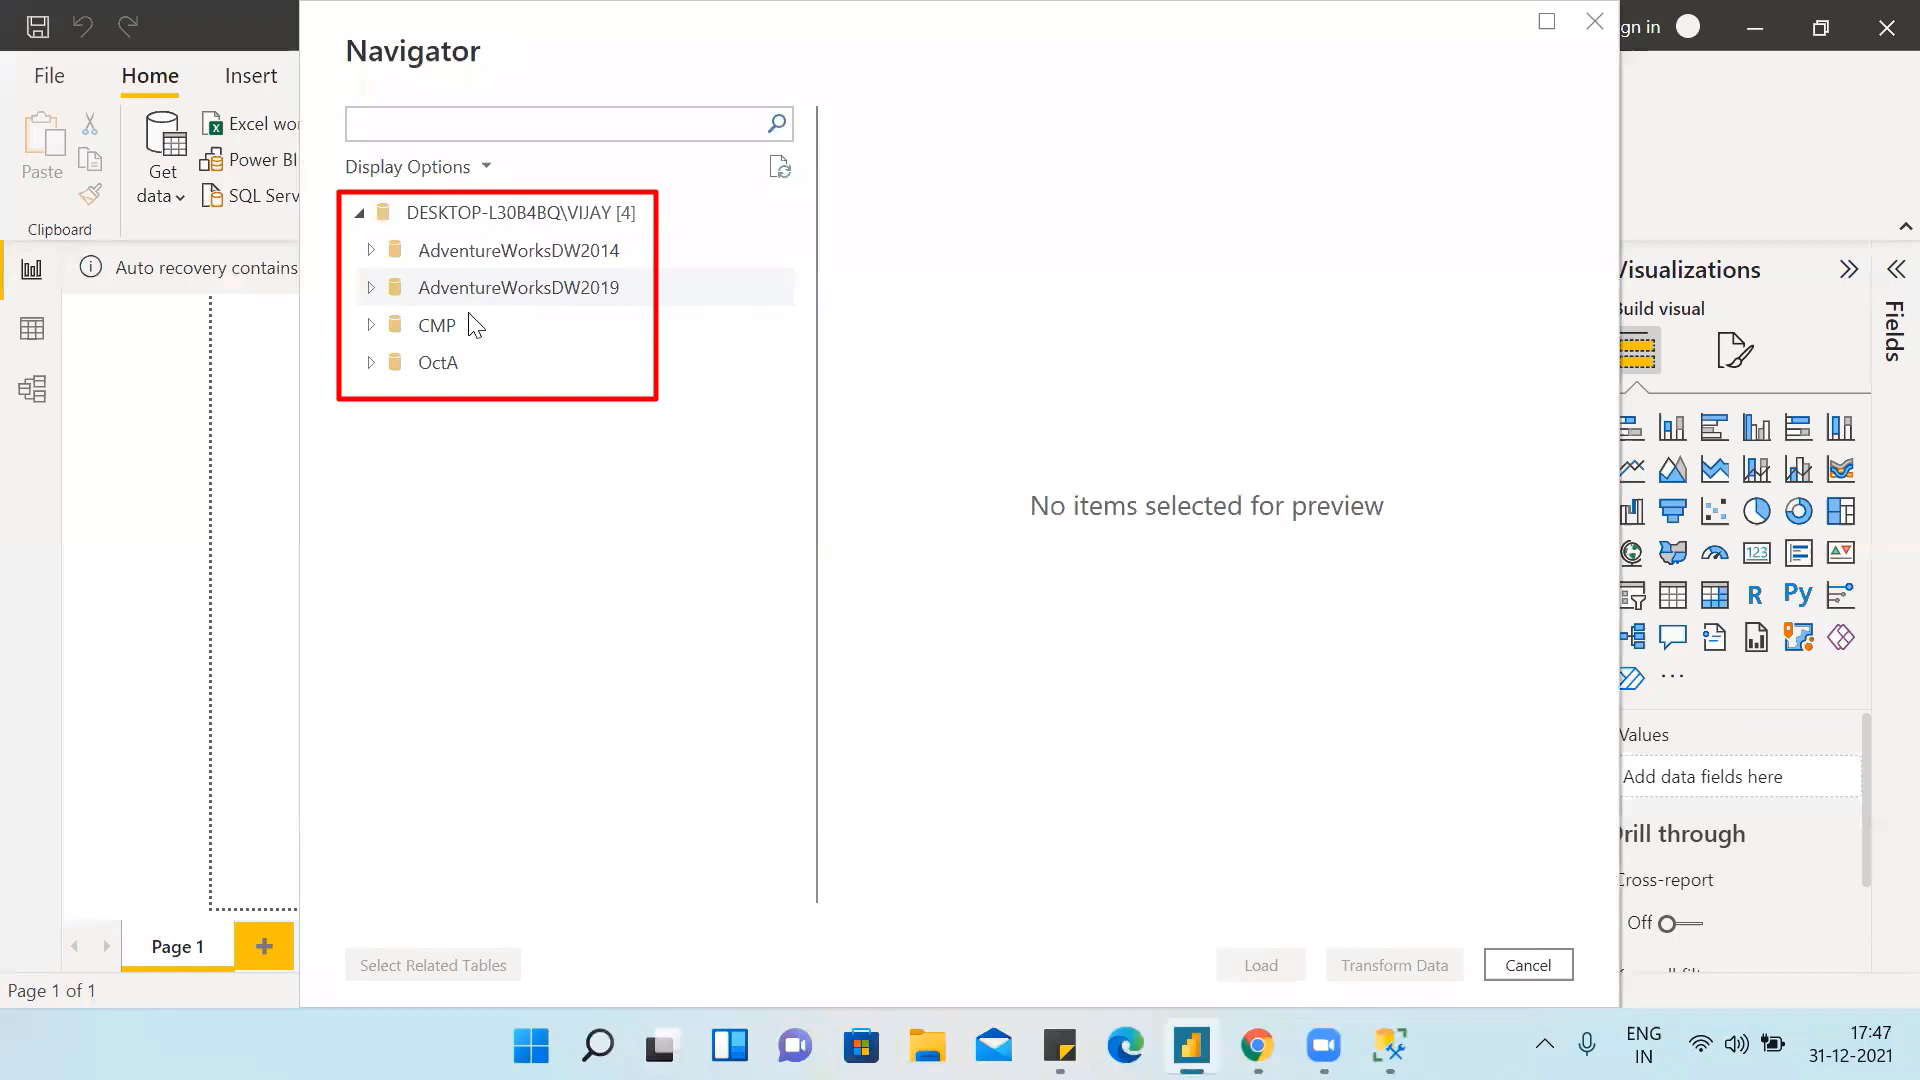 Navigator
gn in
File Home Insert
Paste
Get data
Excel wo
Power BI
SQL Serv
Clipboard
Display Options
DESKTOP-L30B4BQ\VIJAY [4]
AdventureWorksDW2014
AdventureWorksDW2019
CMP
OctA
Auto recovery contains
No items selected for preview
Visualizations
Build visual
Fields
123
R
Py
...
Values
Add data fields here
Drill through
Cross-report
Off
Page 1
Select Related Tables
Load
Transform Data
Cancel
Page 1 of 1
ENG
IN
17:47
31-12-2021